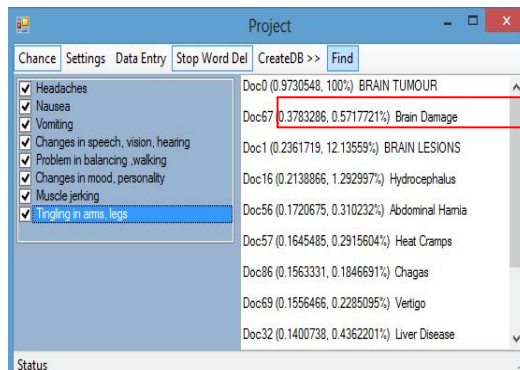 Project
Chance Settings Data Entry Stop Word Del CreateDB >> Find
Headaches
Nausea
Vomiting
Changes in speech, vision, hearing
Problem in balancing ,walking
Changes in mood, personality
Muscle jerking
Tingling in arms, legs
Doc0 (0.9730548, 100%) BRAIN TUMOUR
Doc67 (0.3783286, 0.5717721%) Brain Damage
Doc1 (0.2361719, 12.13559%) BRAIN LESIONS
Doc16 (0.2138866, 1.292997%) Hydrocephalus
Doc56 (0.1720675, 0.310232%) Abdominal Harnia
Doc57 (0.1645485, 0.2915604%) Heat Cramps
Doc86 (0.1563331, 0.1846691%) Chagas
Doc69 (0.1556466, 0.2285095%) Vertigo
Doc32 (0.1400738, 0.4362201%) Liver Disease
Status